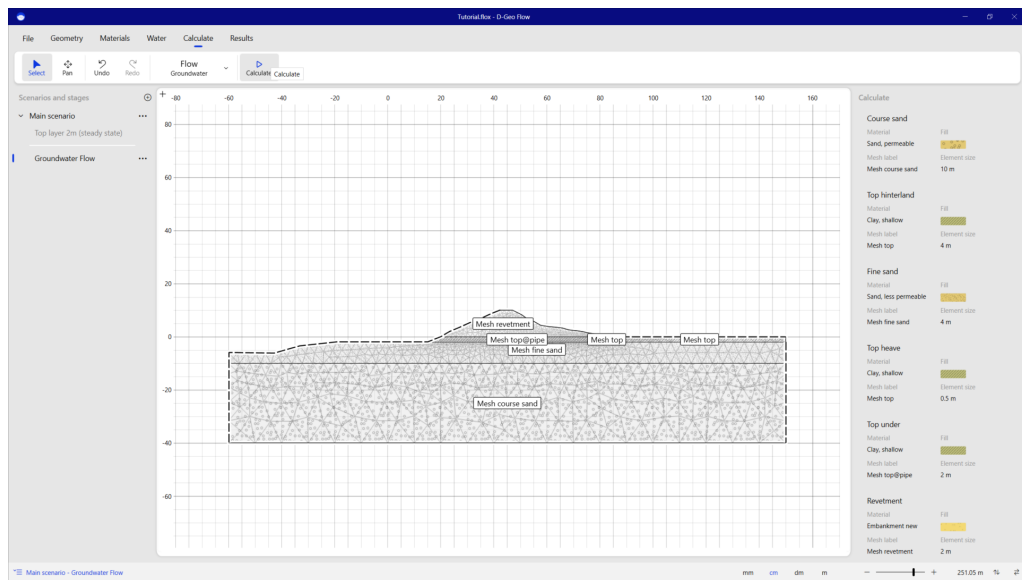 Tutorial.flox - D-Geo Flow
File Geometry Materials Water Calculate Results
Select Pan Undo Redo Flow Groundwater Calculate Calculate
Scenarios and stages
Main scenario
Top layer 2m (steady state)
Groundwater Flow
-80 -60 -40 -20 0 20 40 60 80 100 120 140 160
80
60
40
20
0
-20
-40
-60
Mesh revetment
Mesh top@pipe Mesh top Mesh top
Mesh fine sand
Mesh course sand
Calculate
Course sand
Material Fill
Sand, permeable
Mesh label Element size
Mesh course sand 10 m
Top hinterland
Material Fill
Clay, shallow
Mesh label Element size
Mesh top 4 m
Fine sand
Material Fill
Sand, less permeable
Mesh label Element size
Mesh fine sand 4 m
Top heave
Material Fill
Clay, shallow
Mesh label Element size
Mesh top 0.5 m
Top under
Material Fill
Clay, shallow
Mesh label Element size
Mesh top@pipe 2 m
Revetment
Material Fill
Embankment new
Mesh label Element size
Mesh revetment 2 m
Main scenario - Groundwater Flow
mm cm dm m
251.05 m